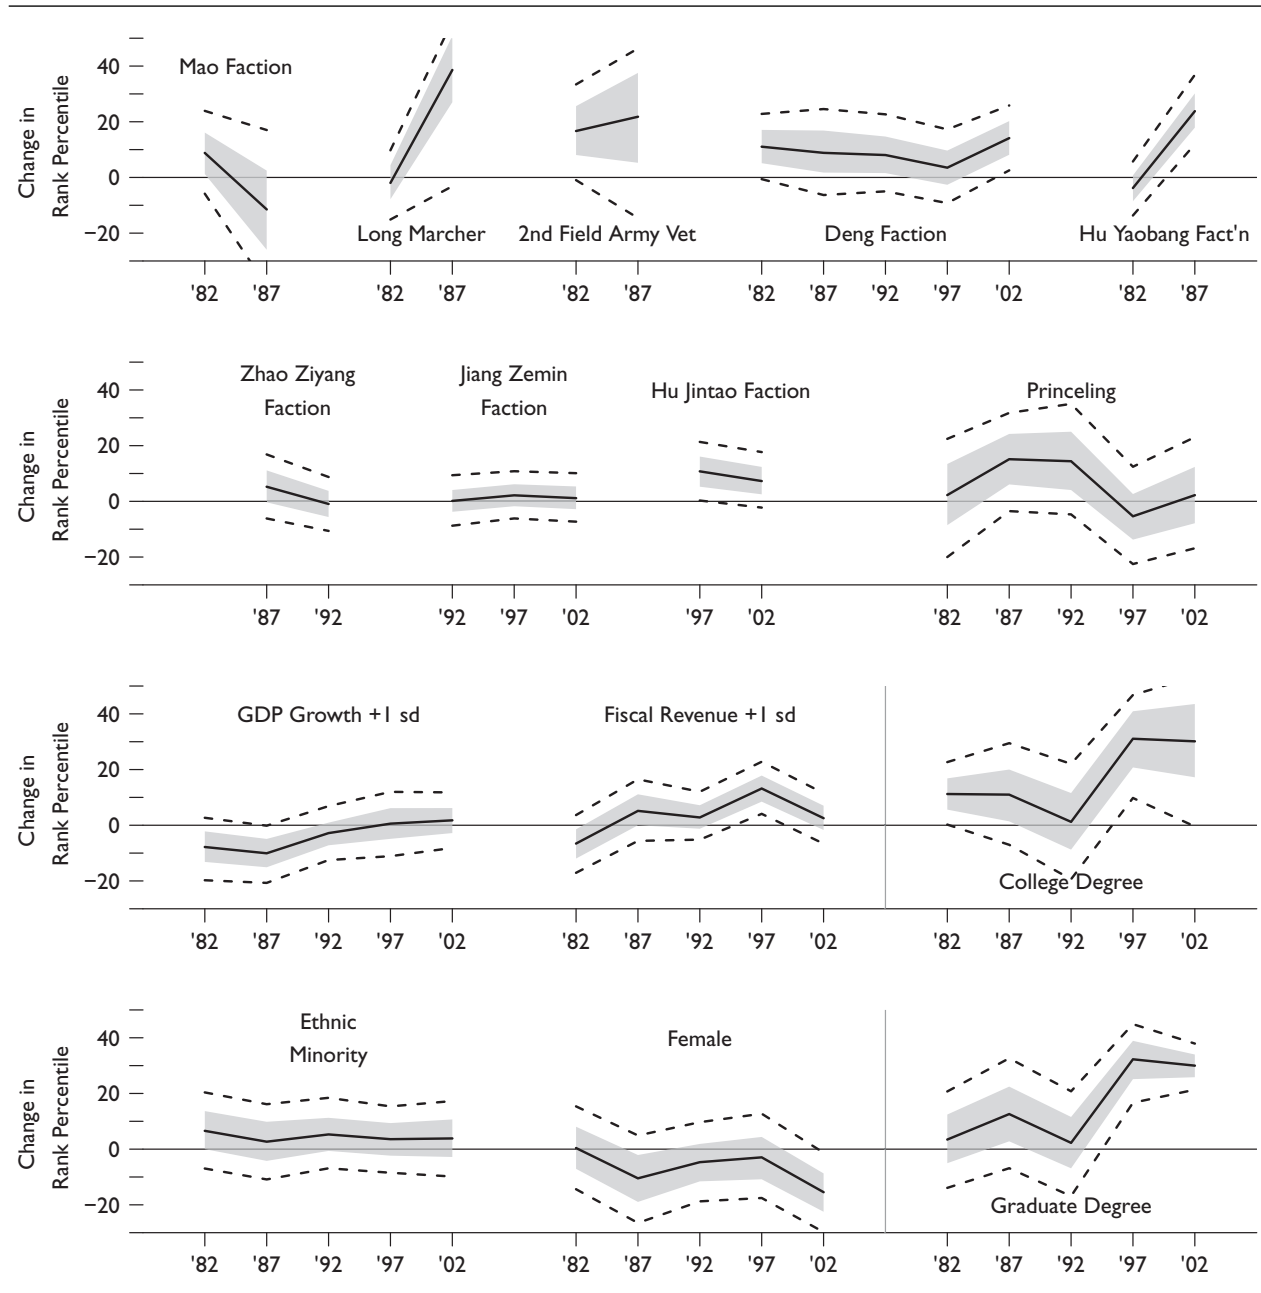 Change in
Rank Percentile
40
20
0
−20
Mao Faction
Long Marcher
2nd Field Army Vet
Deng Faction
Hu Yaobang Fact'n
'82 '87 '82 '87 '82 '87 '82 '87 '92 '97 '02 '82 '87
Change in
Rank Percentile
40
20
0
−20
Zhao Ziyang
Faction
Jiang Zemin
Faction
Hu Jintao Faction
Princeling
'87 '92 '92 '97 '02 '97 '02 '82 '87 '92 '97 '02
Change in
Rank Percentile
40
20
0
−20
GDP Growth +1 sd
Fiscal Revenue +1 sd
College Degree
'82 '87 '92 '97 '02 '82 '87 '92 '97 '02 '82 '87 '92 '97 '02
Change in
Rank Percentile
40
20
0
−20
Ethnic
Minority
Female
Graduate Degree
'82 '87 '92 '97 '02 '82 '87 '92 '97 '02 '82 '87 '92 '97 '02